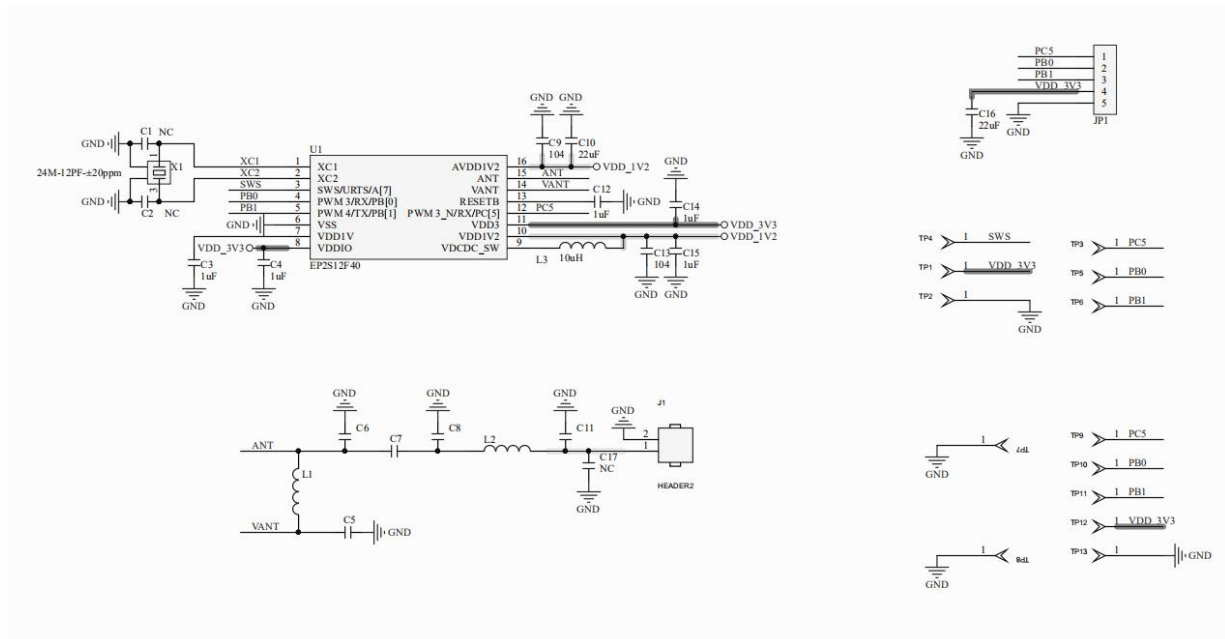 PC5
1
PB0
2
PB1
3
VDD_3V3
4
5
C16
22uF
GND
JP1
GND
GND GND
C9
104
C10
22uF
C1 NC
GND
X1
1
24M-12PF-±20ppm
3
GND
C2 NC
U1
XC1 1 XC1
XC2 2 XC2
SWS 3 SWS/URTS/A[7]
PB0 4 PWM3/RX/PB[0]
PB1 5 PWM4/TX/PB[1]
GND 6 VSS
7 VDD1V
VDD_3V3 8 VDDIO
EP2S12F40
AVDD1V2 16 VDD_1V2
ANT 15 ANT
VANT 14 VANT
RESETB 13
PWM3_N/RX/PC[5] 12 PC5
VDD3 11 VDD_3V3
VDD1V2 10 VDD_1V2
VDCDC_SW 9
C12
1uF
GND
GND
C14
1uF
L3 10uH
C13
104
GND
C15
1uF
GND
C3
1uF
GND
C4
1uF
GND
TP4 1 SWS
TP1 1 VDD_3V3
TP2 1
GND
TP3 1 PC5
TP5 1 PB0
TP6 1 PB1
GND
C6
GND
C8
GND
C11
ANT
C7
L2
L1
VANT
C5
GND
C17
NC
GND
J1
GND
2
1
HEADER2
1 TP7
GND
1 TP8
GND
TP9 1 PC5
TP10 1 PB0
TP11 1 PB1
TP12 1 VDD_3V3
TP13 1 GND